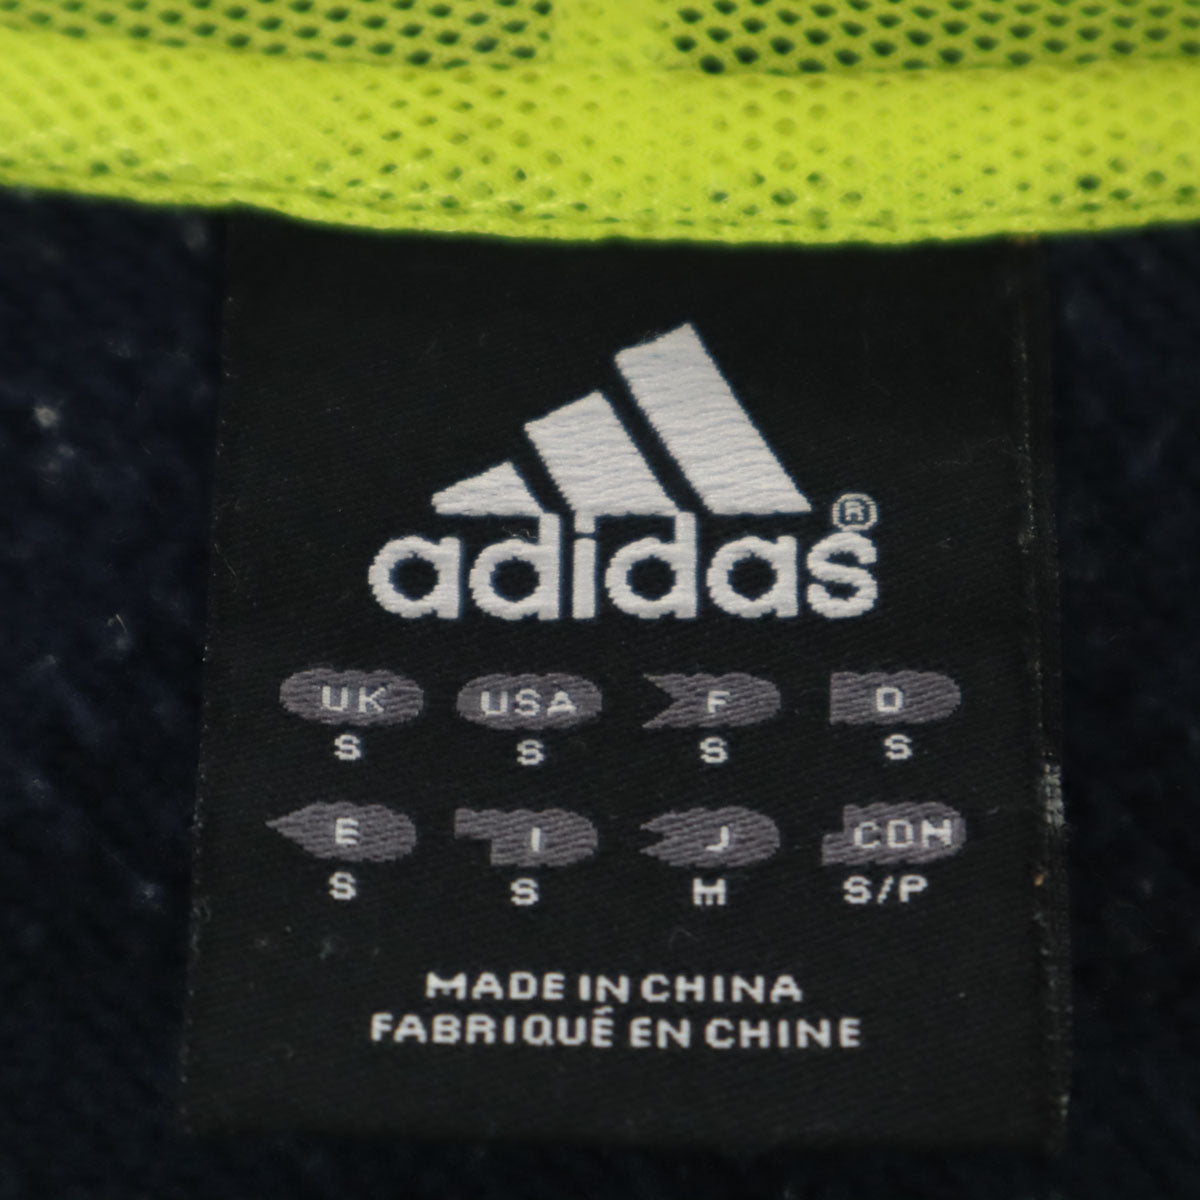 adidas®
UK USA F D
S S S S
E I J CDN
S S M S/P
MADE IN CHINA
FABRIQUÉ EN CHINE